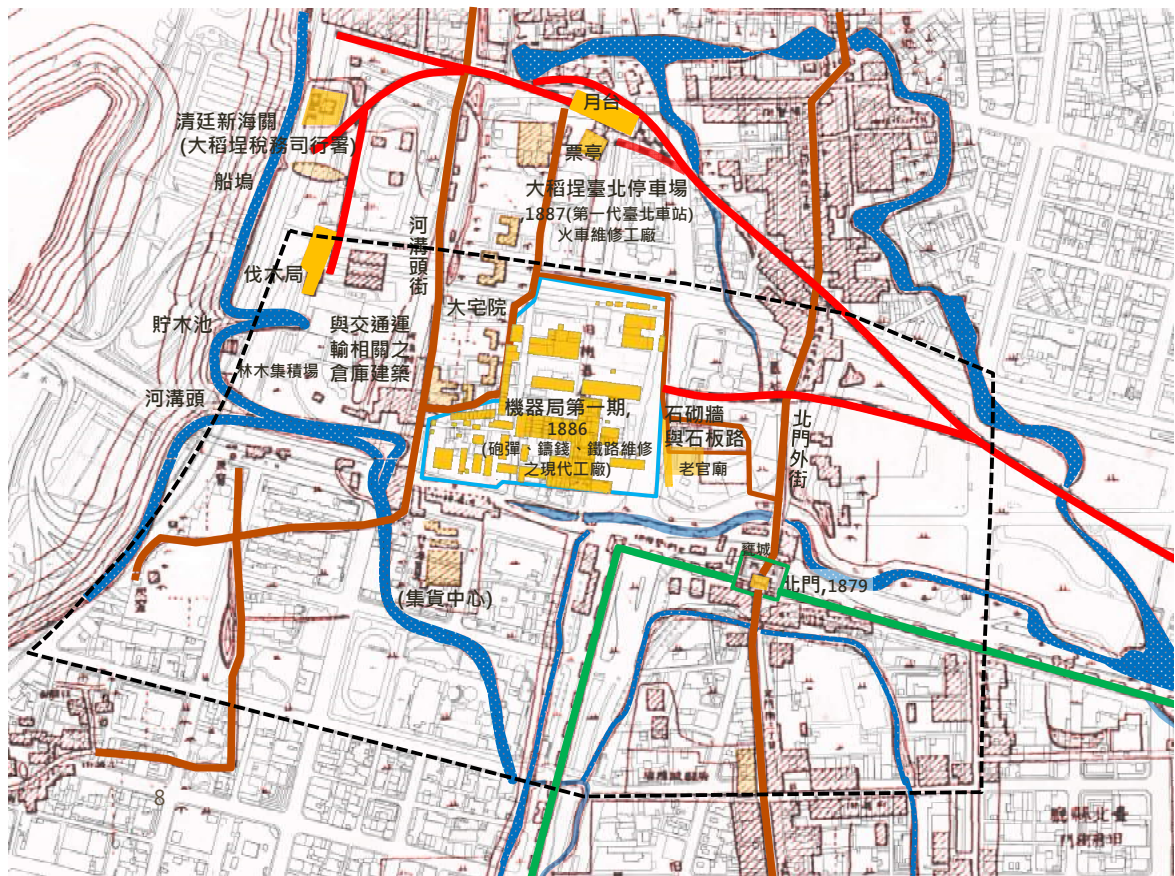 月台
清廷新海關
(大稻埕稅務司行署)
票亭
船塢
大稻埕臺北停車場
1887(第一代臺北車站)
火車維修工廠
河溝頭街
伐木局
大宅院
貯木池
與交通運
輸相關之
倉庫建築
林木集積場
河溝頭
機器局第一期,
1886
(砲彈、鑄錢、鐵路維修
之現代工廠)
石砌牆
與石板路
老官廟
北門外街
甕城
北門,1879
(集貨中心)
8